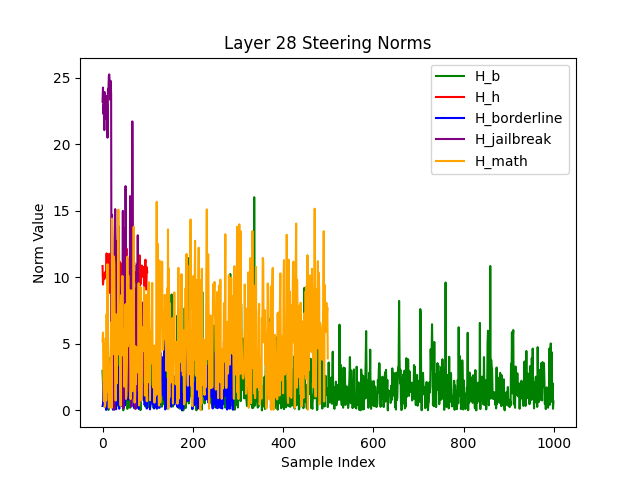 Layer 28 Steering Norms
H_b
H_h
H_borderline
H_jailbreak
H_math
Norm Value
25
20
15
10
5
0
0
200
400
600
800
1000
Sample Index